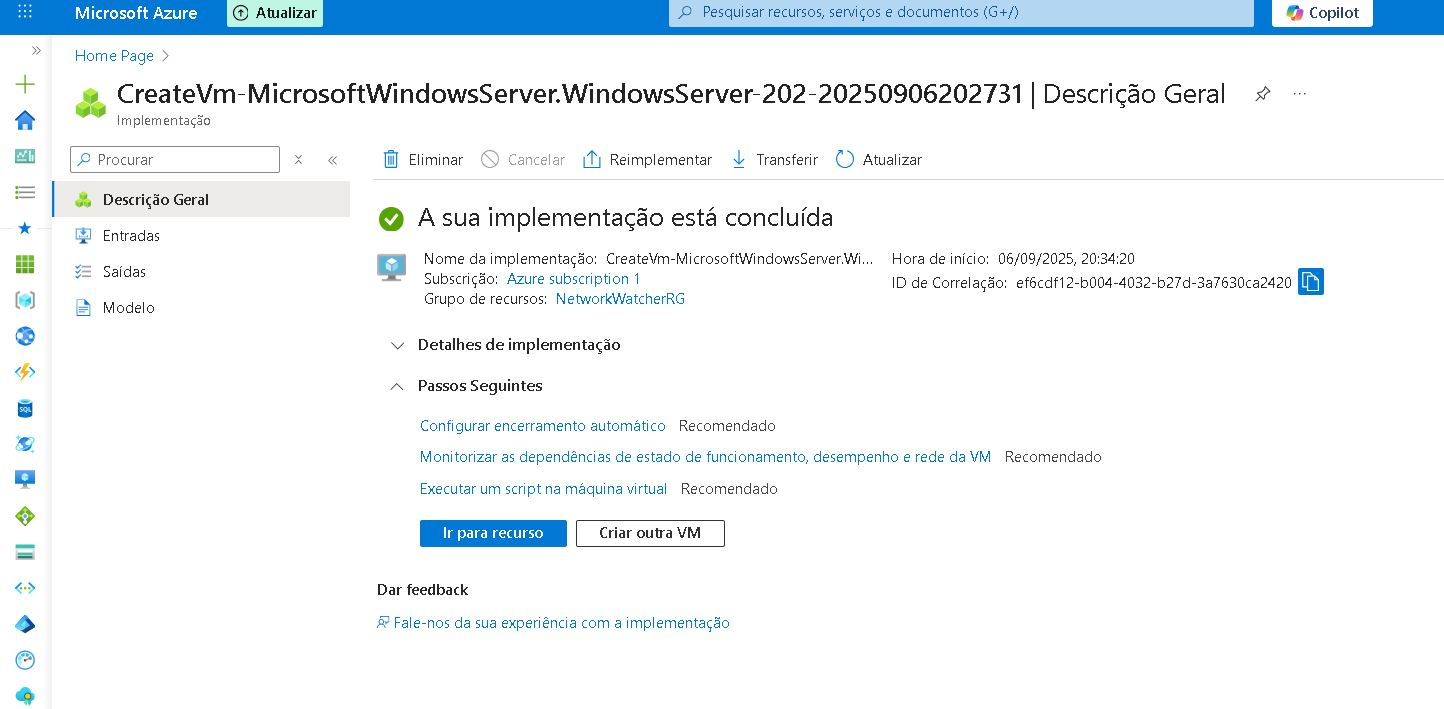 Microsoft Azure
Atualizar
Pesquisar recursos, serviços e documentos (G+/)
Copilot
Home Page
CreateVm-MicrosoftWindowsServer.WindowsServer-202-20250906202731 | Descrição Geral
Implementação
Procurar
Eliminar Cancelar Reimplementar Transferir Atualizar
Descrição Geral
Entradas
Saídas
Modelo
A sua implementação está concluída
Nome da implementação: CreateVm-MicrosoftWindowsServer.Wi...
Subscrição: Azure subscription 1
Grupo de recursos: NetworkWatcherRG
Hora de início: 06/09/2025, 20:34:20
ID de Correlação: ef6cdf12-b004-4032-b27d-3a7630ca2420
Detalhes de implementação
Passos Seguintes
Configurar encerramento automático Recomendado
Monitorizar as dependências de estado de funcionamento, desempenho e rede da VM Recomendado
Executar um script na máquina virtual Recomendado
Ir para recurso Criar outra VM
Dar feedback
Fale-nos da sua experiência com a implementação
SQL